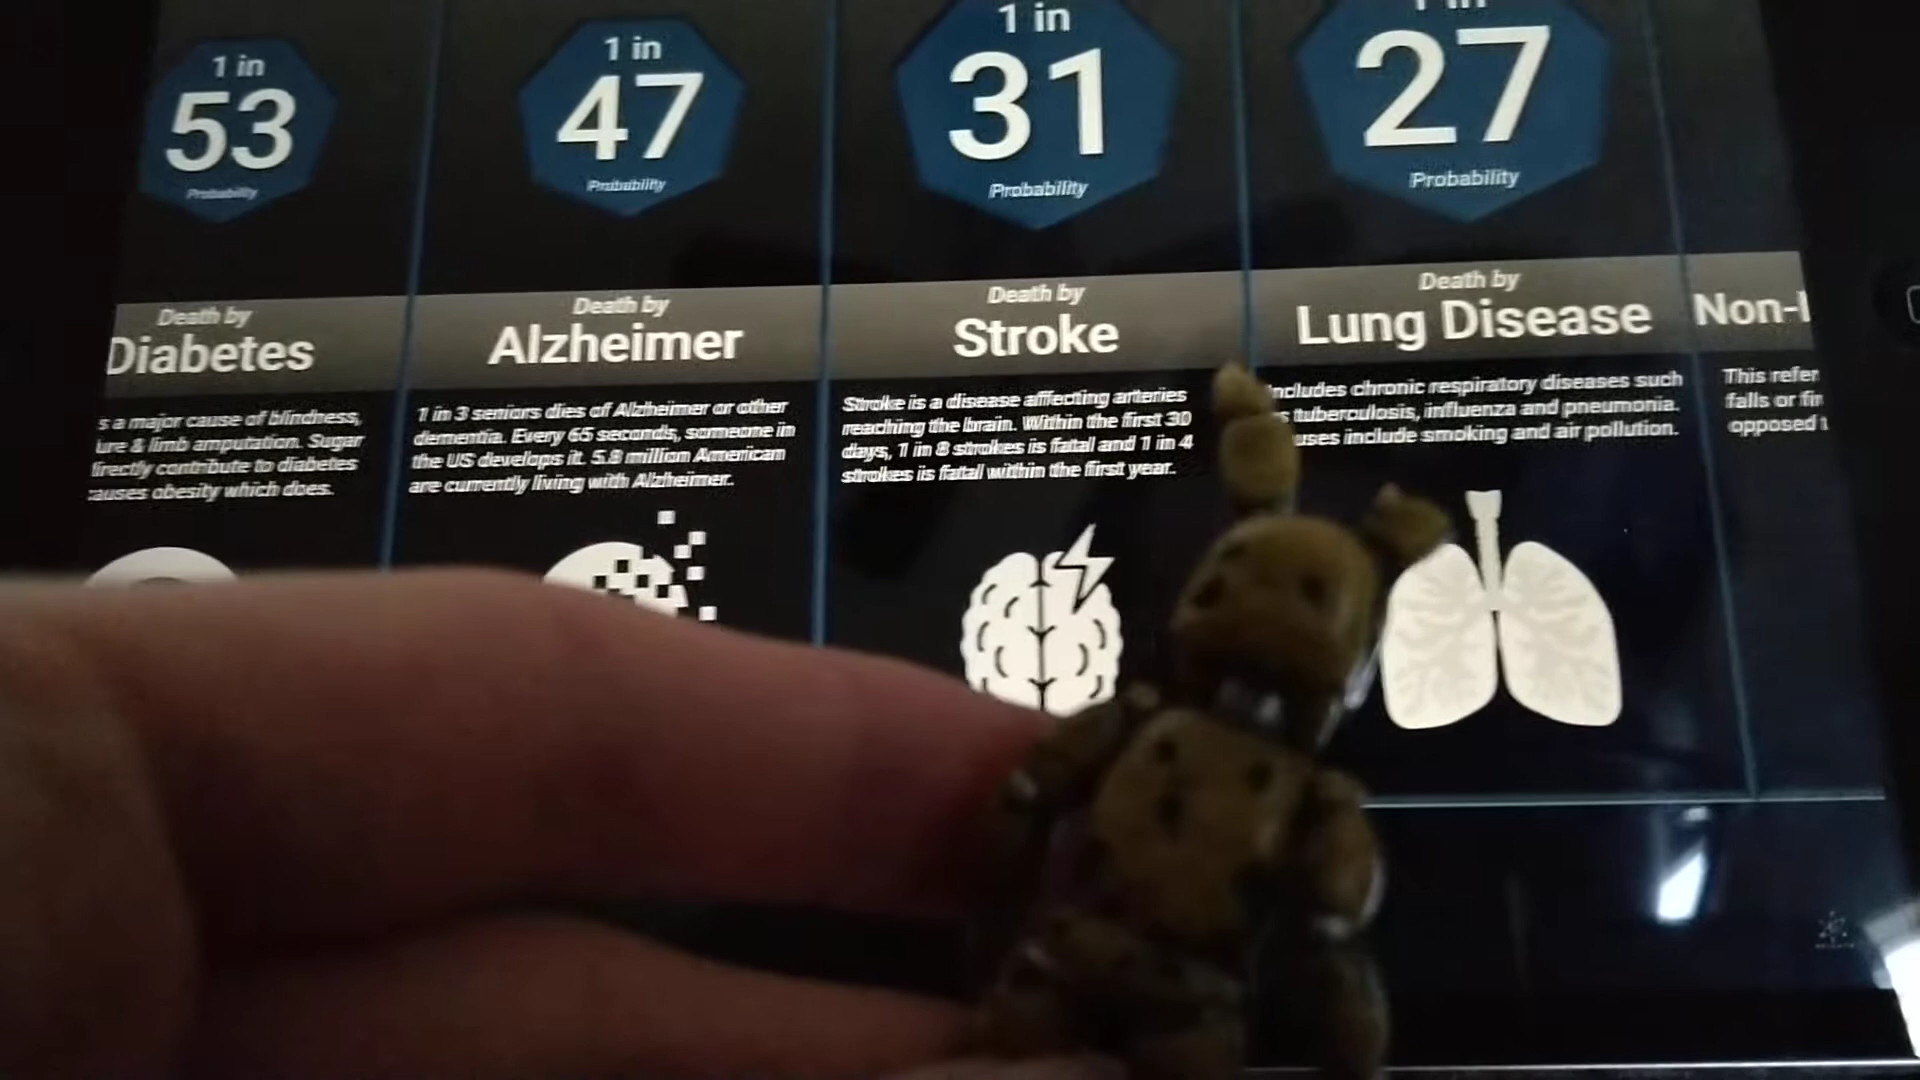 1 in
53
Probability
Death by
Diabetes
s a major cause of blindness,
ure & limb amputation. Sugar
directly contribute to diabetes
causes obesity which does.
1 in
47
Probability
Death by
Alzheimer
1 in 3 seniors dies of Alzheimer or other
dementia. Every 65 seconds, someone in
the US develops it. 5.8 million American
are currently living with Alzheimer.
1 in
31
Probability
Death by
Stroke
Stroke is a disease affecting arteries
reaching the brain. Within the first 30
days, 1 in 8 strokes is fatal and 1 in 4
strokes is fatal within the first year.
1 in
27
Probability
Death by
Lung Disease
Includes chronic respiratory diseases such
s tuberculosis, influenza and pneumonia.
uses include smoking and air pollution.
Non-
This refer
falls or fir
opposed t